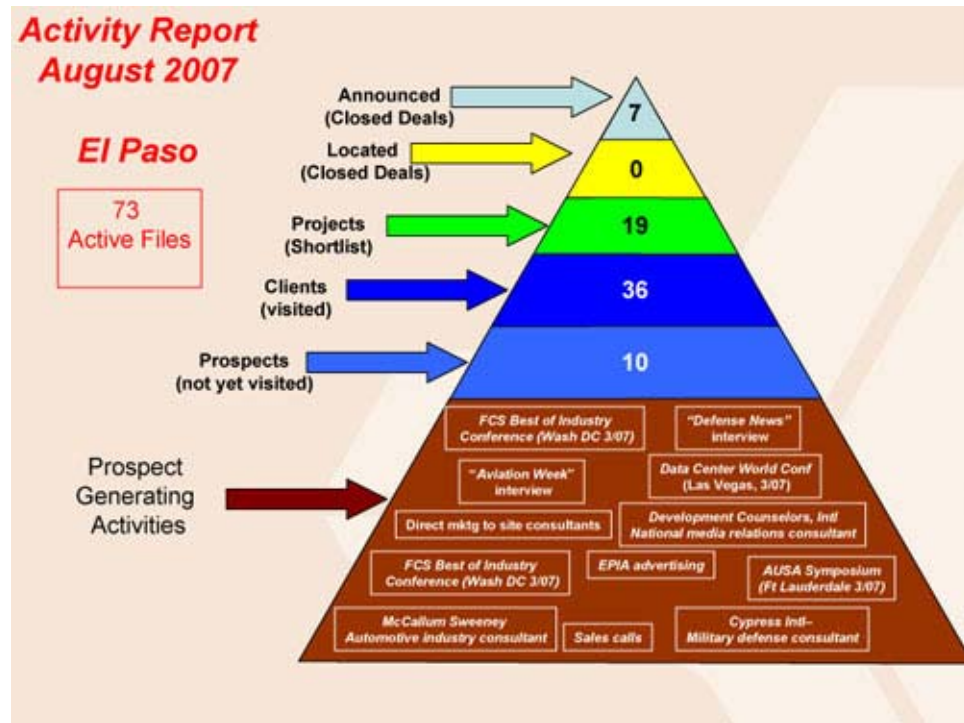 Activity Report
August 2007
El Paso
73
Active Files
Announced
(Closed Deals)
7
Located
(Closed Deals)
0
Projects
(Shortlist)
19
Clients
(visited)
36
Prospects
(not yet visited)
10
Prospect
Generating
Activities
FCS Best of Industry
Conference (Wash DC 3/07)
"Defense News"
interview
"Aviation Week"
interview
Data Center World Conf
(Las Vegas, 3/07)
Direct mktg to site consultants
Development Counselors, Intl
National media relations consultant
FCS Best of Industry
Conference (Wash DC 3/07)
EPIA advertising
AUSA Symposium
(Ft Lauderdale 3/07)
McCallum Sweeney
Automotive industry consultant
Sales calls
Cypress Intl–
Military defense consultant